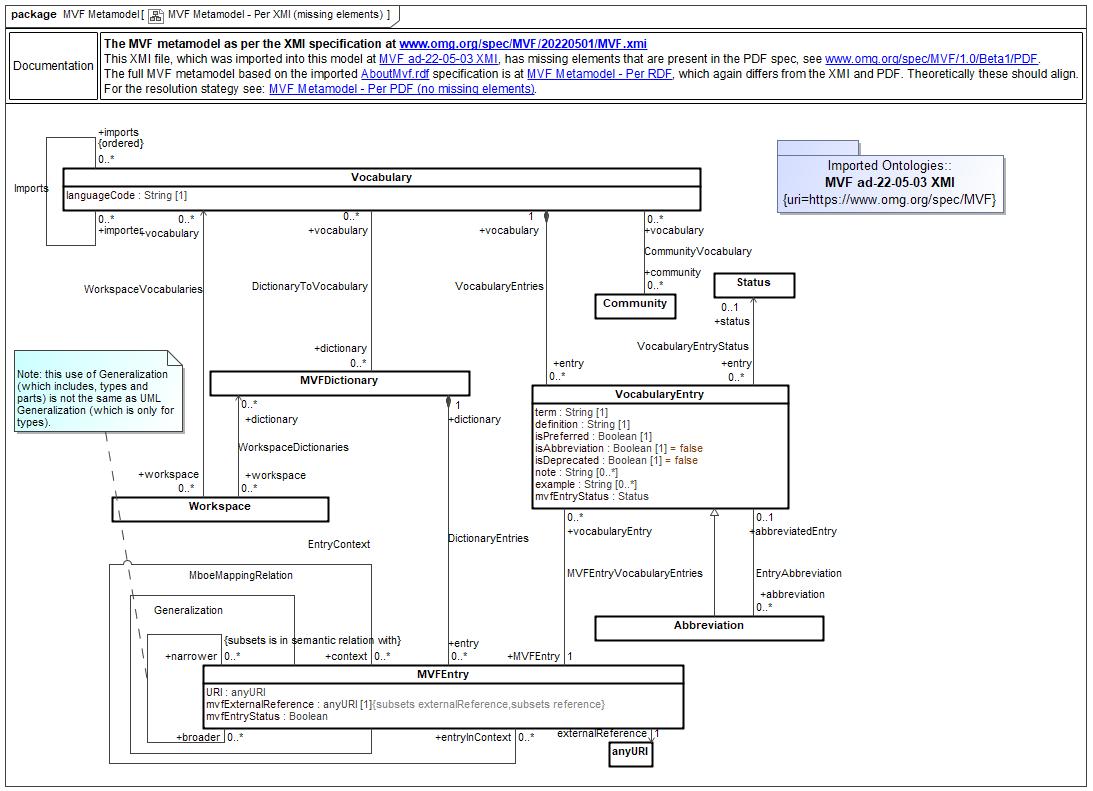 package MVF Metamodel[ MVF Metamodel - Per XMI (missing elements) ]
Documentation
The MVF metamodel as per the XMI specification at www.omg.org/spec/MVF/20220501/MVF.xmi
This XMI file, which was imported into this model at MVF ad-22-05-03 XMI, has missing elements that are present in the PDF spec, see www.omg.org/spec/MVF/1.0/Beta1/PDF.
The full MVF metamodel based on the imported AboutMvf.rdf specification is at MVF Metamodel - Per RDF, which again differs from the XMI and PDF. Theoretically these should align.
For the resolution stategy see: MVF Metamodel - Per PDF (no missing elements).
+imports
{ordered}
0..*
Imports
Vocabulary
languageCode : String [1]
Imported Ontologies::
MVF ad-22-05-03 XMI
{uri=https://www.omg.org/spec/MVF}
0..*
+importer
0..*
+vocabulary
0..*
+vocabulary
1
+vocabulary
0..*
+vocabulary
CommunityVocabulary
+community
0..*
Community
Status
0..1
+status
WorkspaceVocabularies
DictionaryToVocabulary
VocabularyEntries
VocabularyEntryStatus
+dictionary
0..*
+entry
0..*
+entry
0..*
Note: this use of Generalization
(which includes, types and
parts) is not the same as UML
Generalization (which is only for
types).
MVFDictionary
0..*
+dictionary
1
+dictionary
WorkspaceDictionaries
+workspace
0..*
+workspace
0..*
Workspace
VocabularyEntry
term : String [1]
definition : String [1]
isPreferred : Boolean [1]
isAbbreviation : Boolean [1] = false
isDeprecated : Boolean [1] = false
note : String [0..*]
example : String [0..*]
mvfEntryStatus : Status
0..*
+vocabularyEntry
0..1
+abbreviatedEntry
EntryContext
DictionaryEntries
MboeMappingRelation
MVFEntryVocabularyEntries
EntryAbbreviation
+abbreviation
0..*
Generalization
Abbreviation
{subsets is in semantic relation with}
+narrower
0..*
+context
0..*
+entry
0..*
+MVFEntry
1
MVFEntry
URI : anyURI
mvfExternalReference : anyURI [1]{subsets externalReference,subsets reference}
mvfEntryStatus : Boolean
+broader
0..*
+entryInContext
0..*
externalReference
1
anyURI